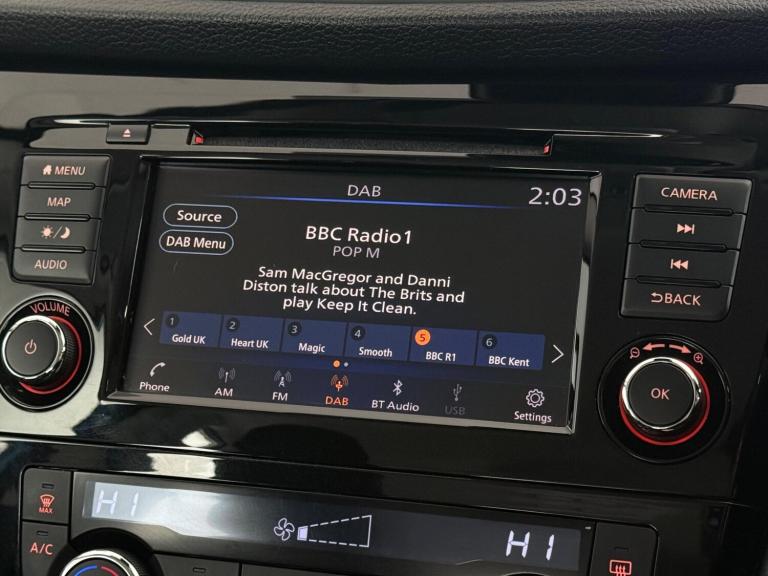 MENU
MAP
AUDIO
VOLUME
DAB
2:03
Source
DAB Menu
BBC Radio1
POP M
Sam MacGregor and Danni
Diston talk about The Brits and
play Keep It Clean.
1 Gold UK
2 Heart UK
3 Magic
4 Smooth
5 BBC R1
6 BBC Kent
Phone
AM
FM
DAB
BT Audio
USB
Settings
CAMERA
BACK
OK
MAX
A/C
HI
HI